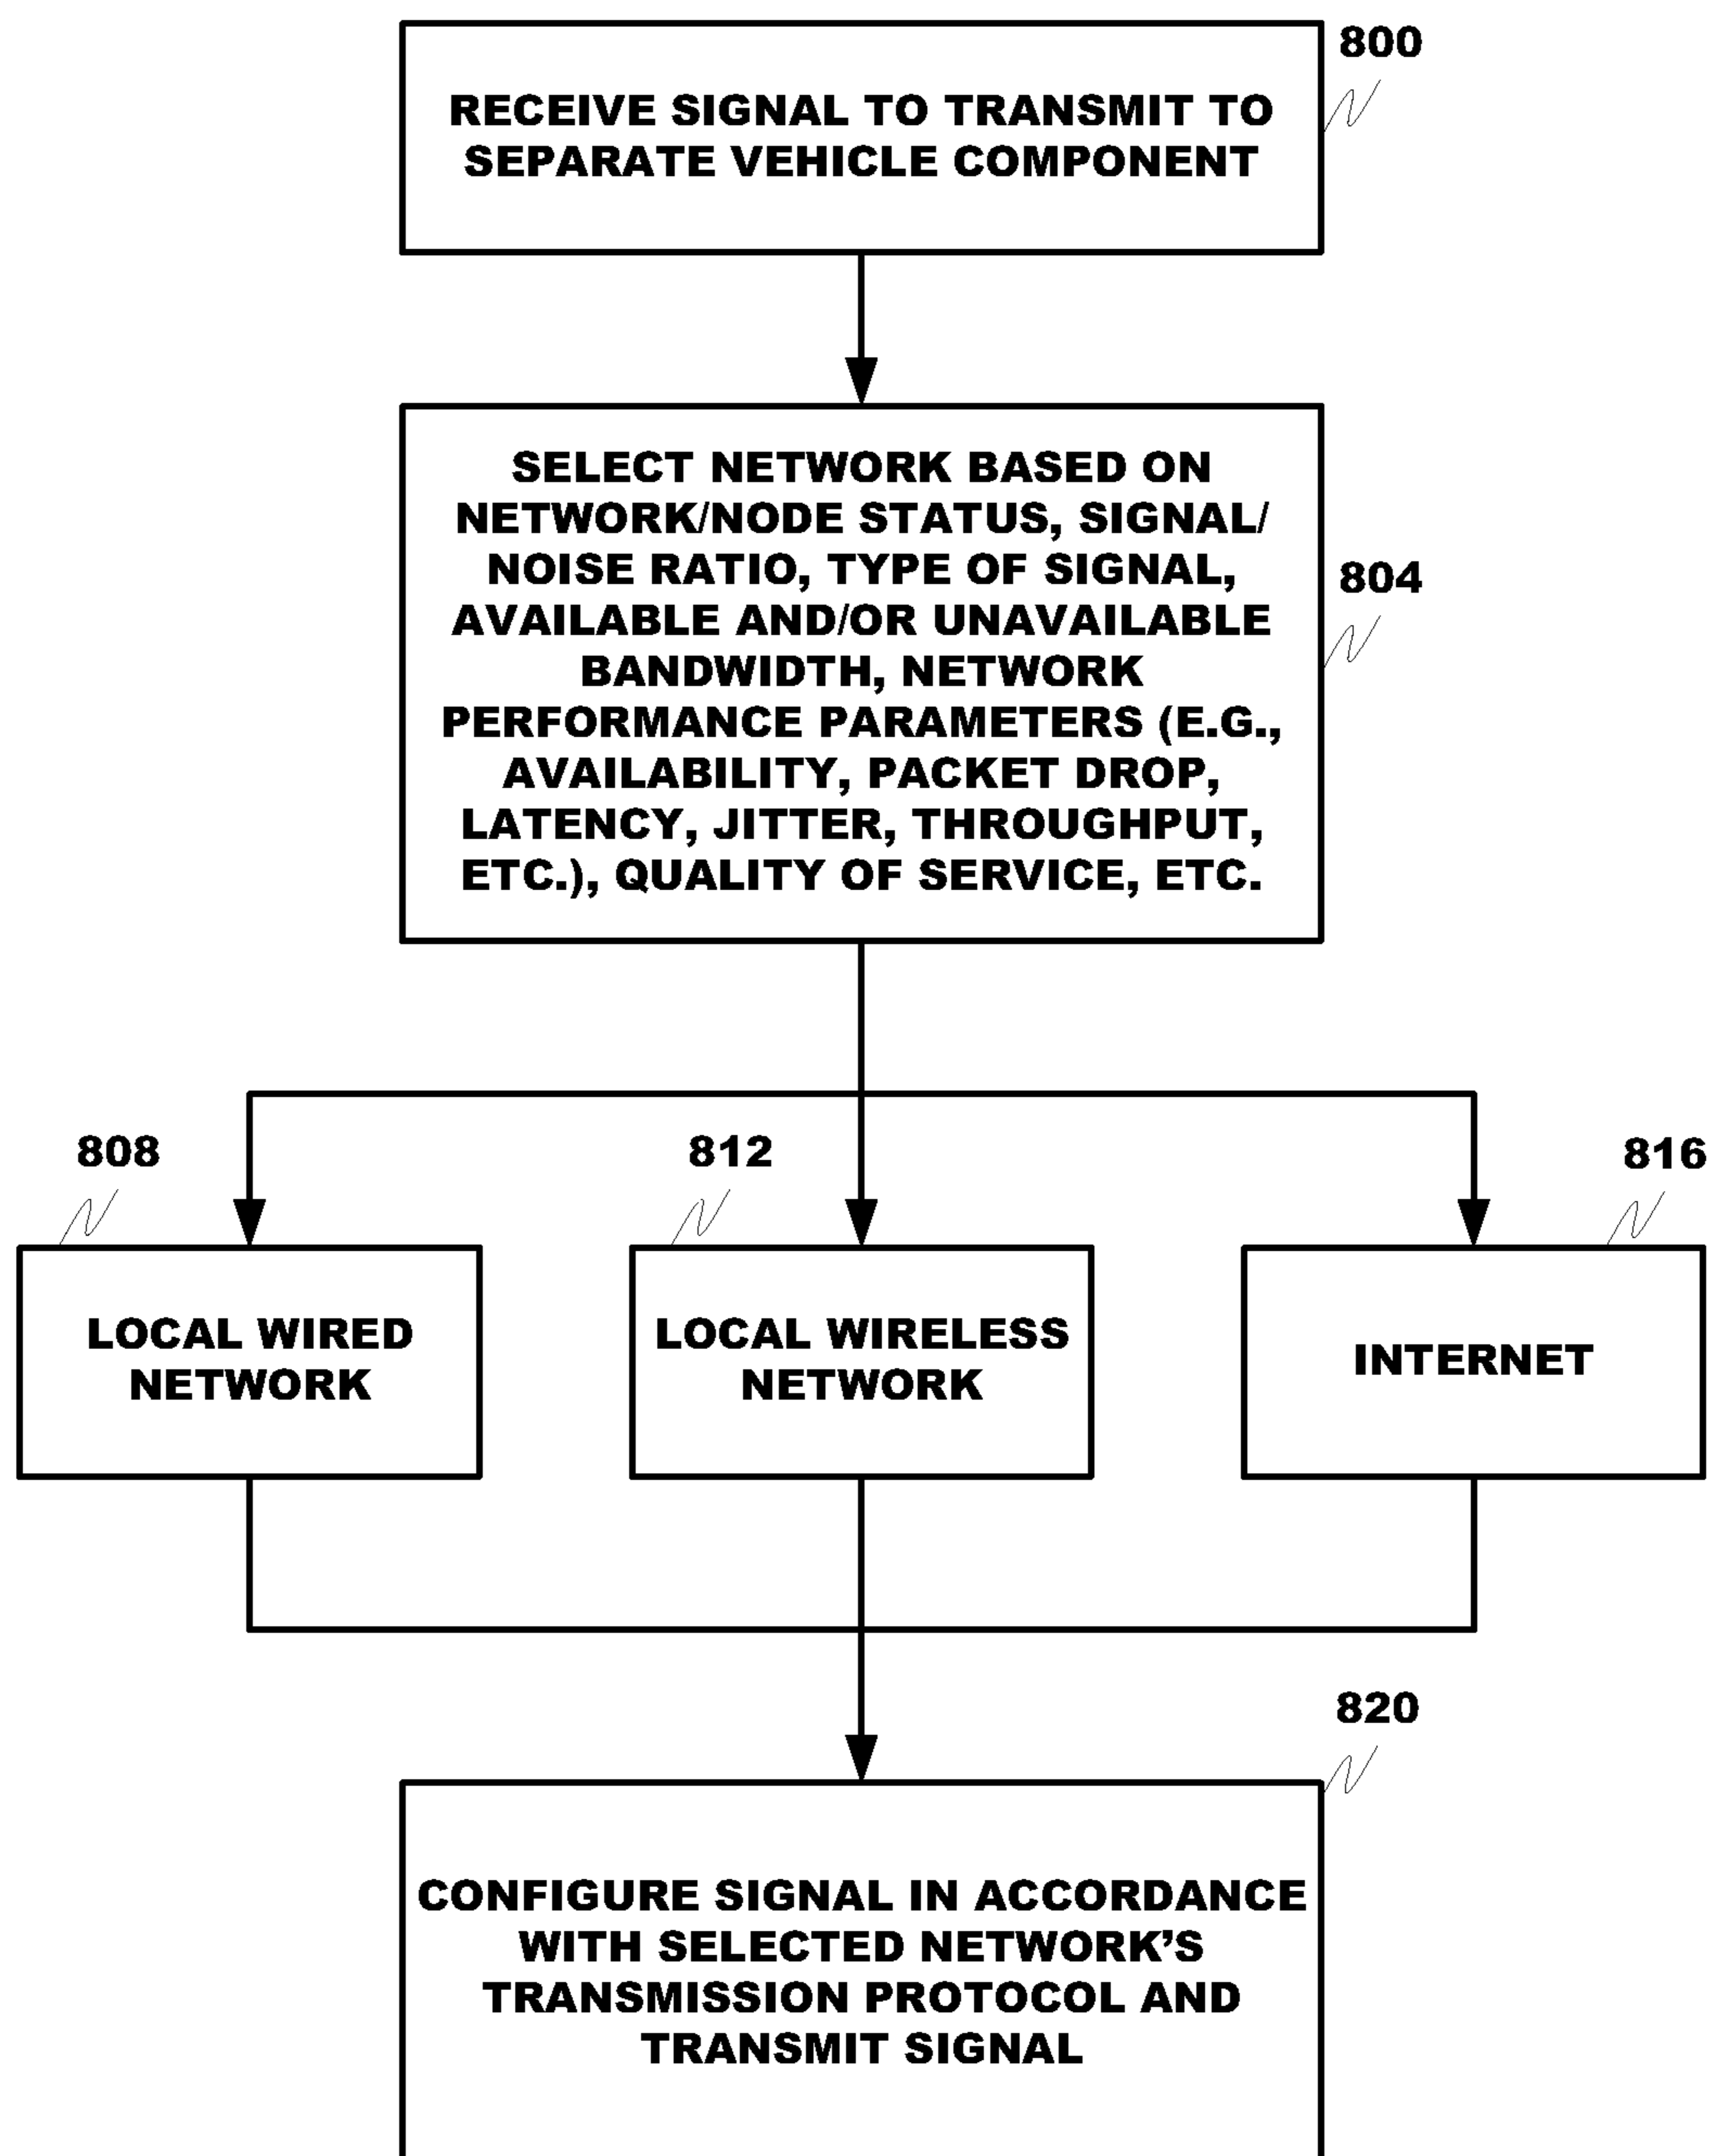 800
RECEIVE SIGNAL TO TRANSMIT TO
SEPARATE VEHICLE COMPONENT
SELECT NETWORK BASED ON
NETWORK/NODE STATUS, SIGNAL/
NOISE RATIO, TYPE OF SIGNAL,
804
AVAILABLE AND/OR UNAVAILABLE
BANDWIDTH, NETWORK
PERFORMANCE PARAMETERS (E.G.,
AVAILABILITY, PACKET DROP,
LATENCY, JITTER, THROUGHPUT,
ETC.), QUALITY OF SERVICE, ETC.
808
812
816
LOCAL WIRED
NETWORK
LOCAL WIRELESS
NETWORK
INTERNET
820
CONFIGURE SIGNAL IN ACCORDANCE
WITH SELECTED NETWORK’S
TRANSMISSION PROTOCOL AND
TRANSMIT SIGNAL